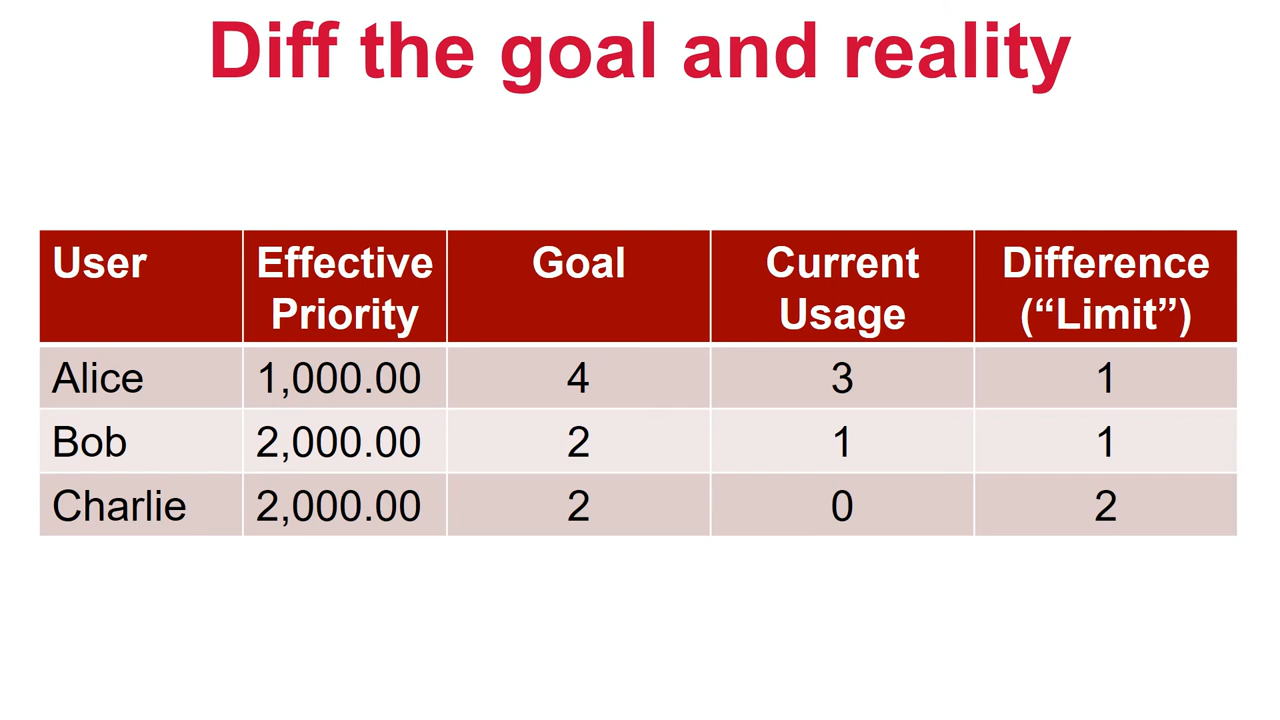 Diff the goal and reality
User Effective Priority Goal Current Usage Difference (“Limit”)
Alice 1,000.00 4 3 1
Bob 2,000.00 2 1 1
Charlie 2,000.00 2 0 2